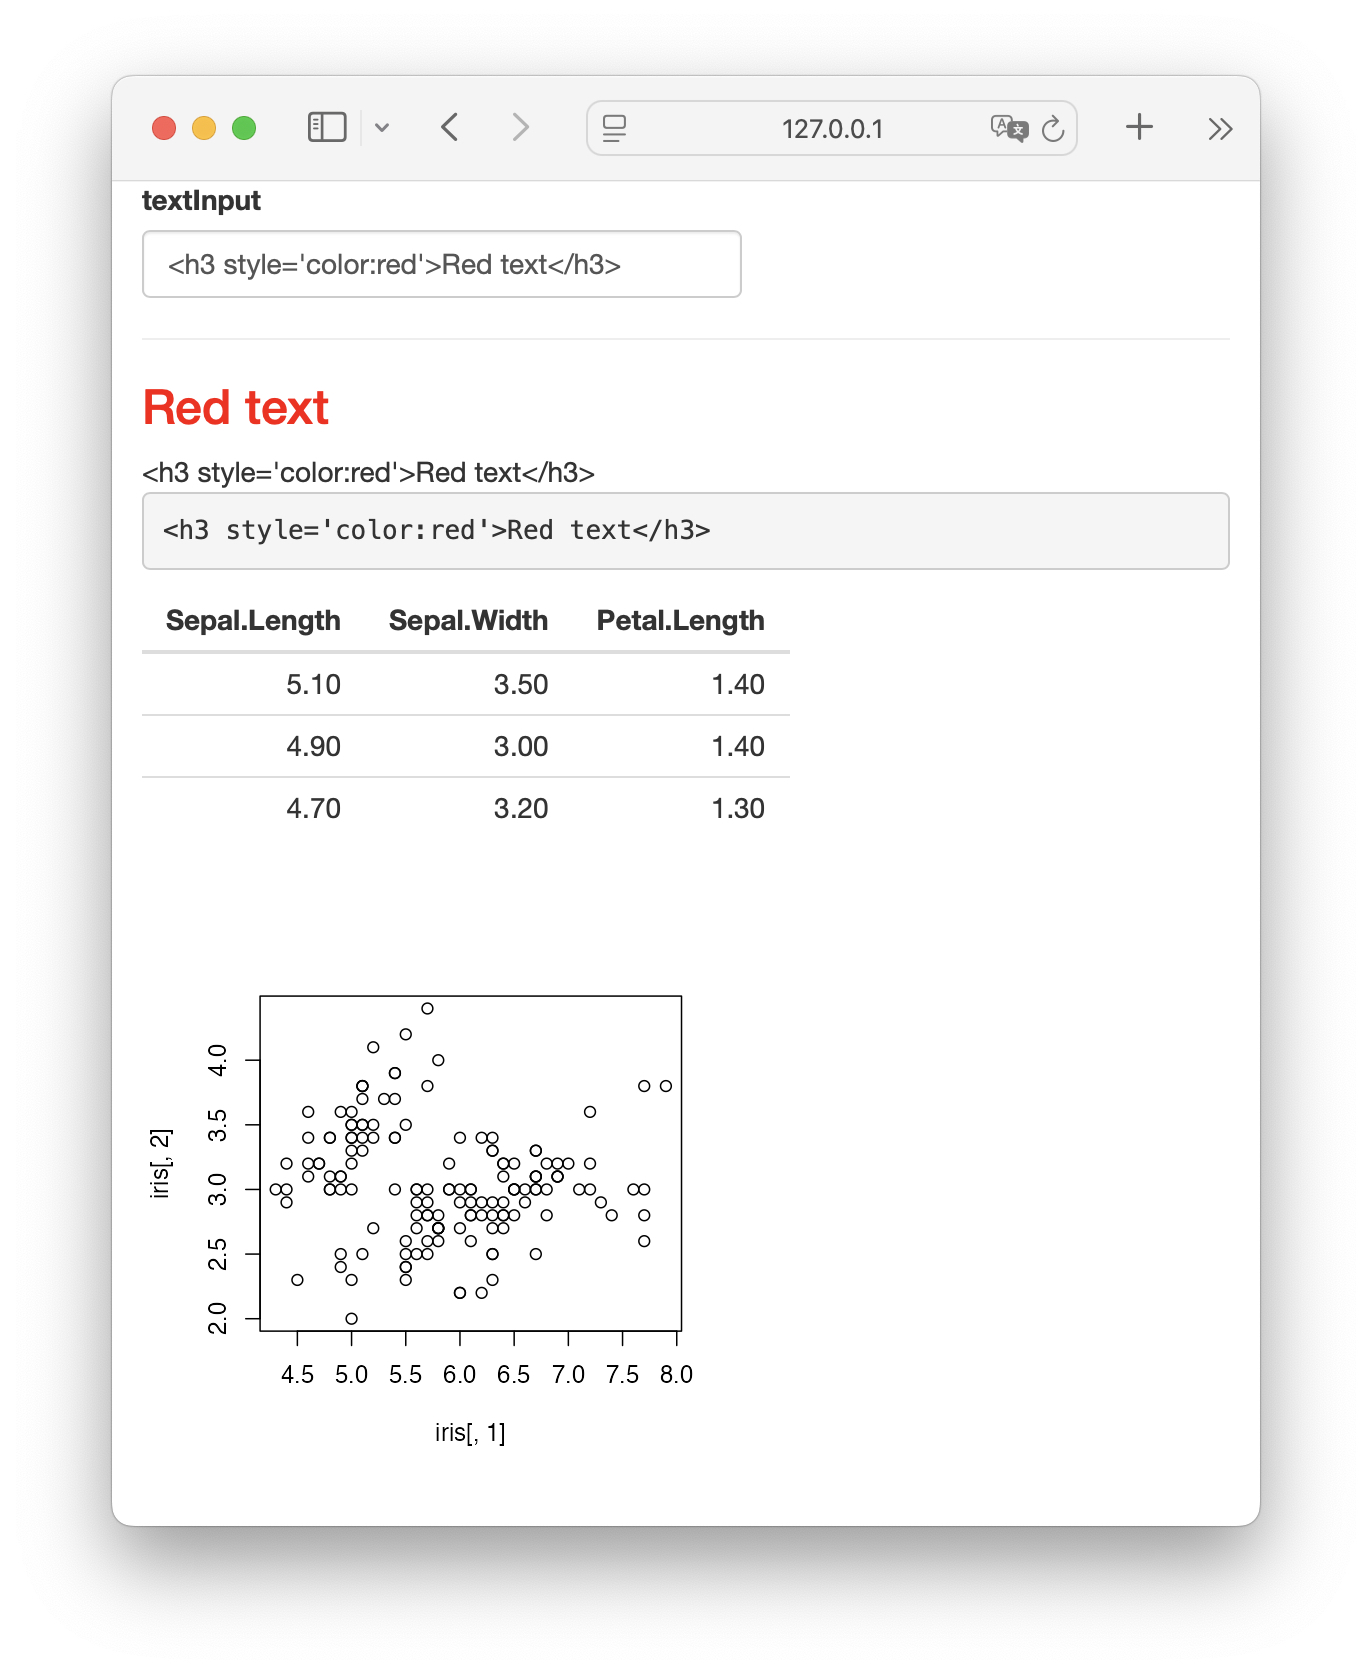 127.0.0.1
textInput
<h3 style='color:red'>Red text</h3>
Red text
<h3 style='color:red'>Red text</h3>
<h3 style='color:red'>Red text</h3>
Sepal.Length Sepal.Width Petal.Length
5.10 3.50 1.40
4.90 3.00 1.40
4.70 3.20 1.30
iris[, 2]
4.0
3.5
3.0
2.5
2.0
4.5 5.0 5.5 6.0 6.5 7.0 7.5 8.0
iris[, 1]